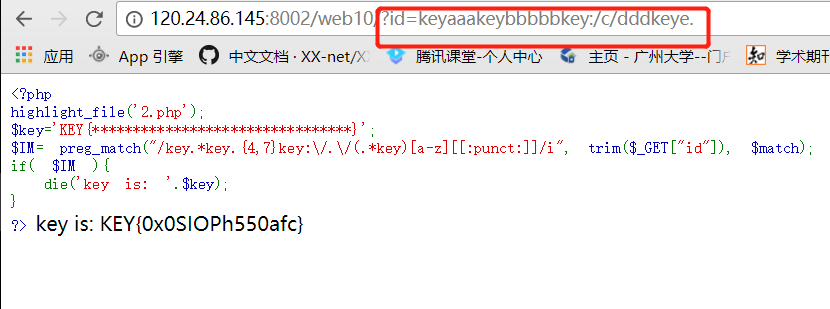 120.24.86.145:8002/web10/?id=keyaaakeybbbbbkey:/c/dddkeye.
应用 App 引擎 中文文档 · XX-net/XX 腾讯课堂-个人中心 主页 - 广州大学--门户 知 学术期刊
<?php
highlight_file('2.php');
$key='KEY{********************************}';
$IM= preg_match("/key.*key.{4,7}key:\/.\/(.*key)[a-z][[:punct:]]/i", trim($_GET["id"]), $match);
if( $IM ){
die('key is: '.$key);
}
?> key is: KEY{0x0SIOPh550afc}